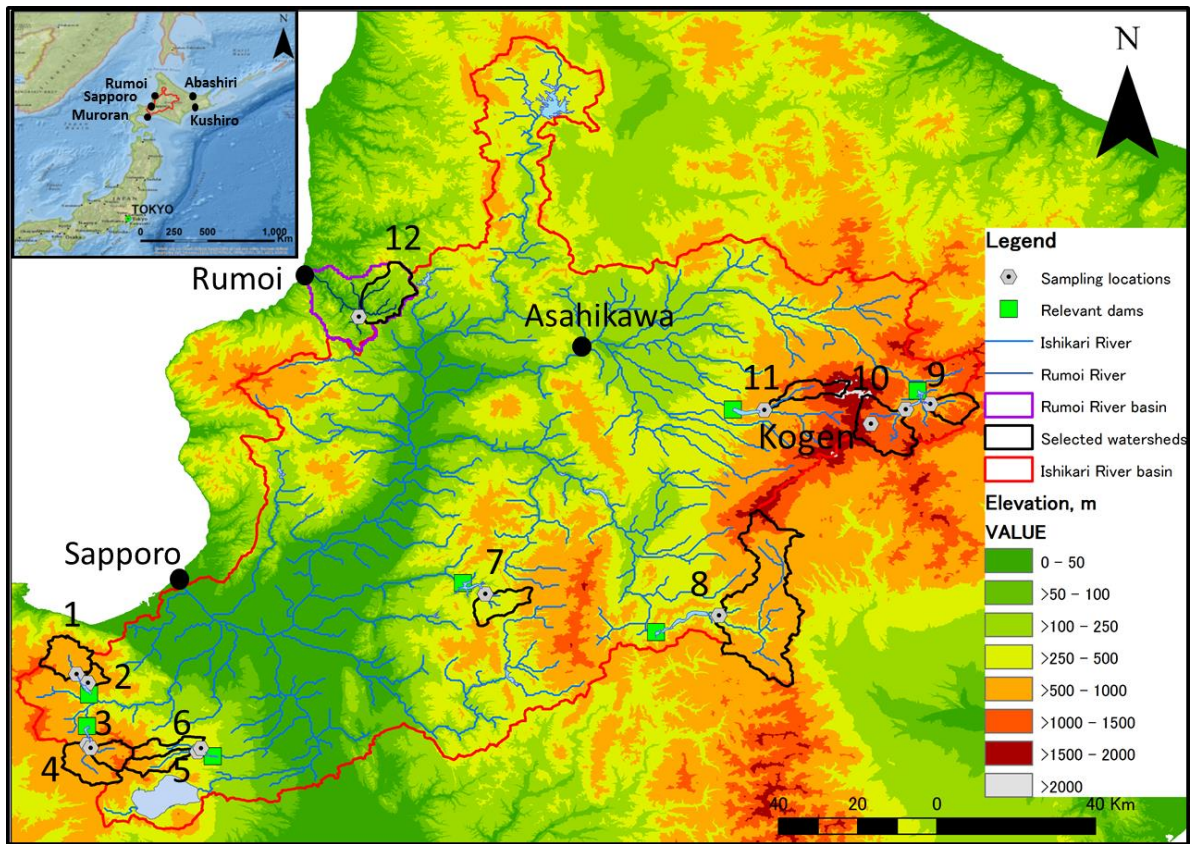 N
Rumoi
Abashiri
Sapporo
Muroran
Kushiro
JAPAN
TOKYO
0 250 500 1,000
Km
N
12
Rumoi
Asahikawa
11
10
9
Kogen
Sapporo
7
8
1
2
3
6
4
5
Legend
Sampling locations
Relevant dams
Ishikari River
Rumoi River
Rumoi River basin
Selected watersheds
Ishikari River basin
Elevation, m
VALUE
0 - 50
>50 - 100
>100 - 250
>250 - 500
>500 - 1000
>1000 - 1500
>1500 - 2000
>2000
40 20 0 40 Km